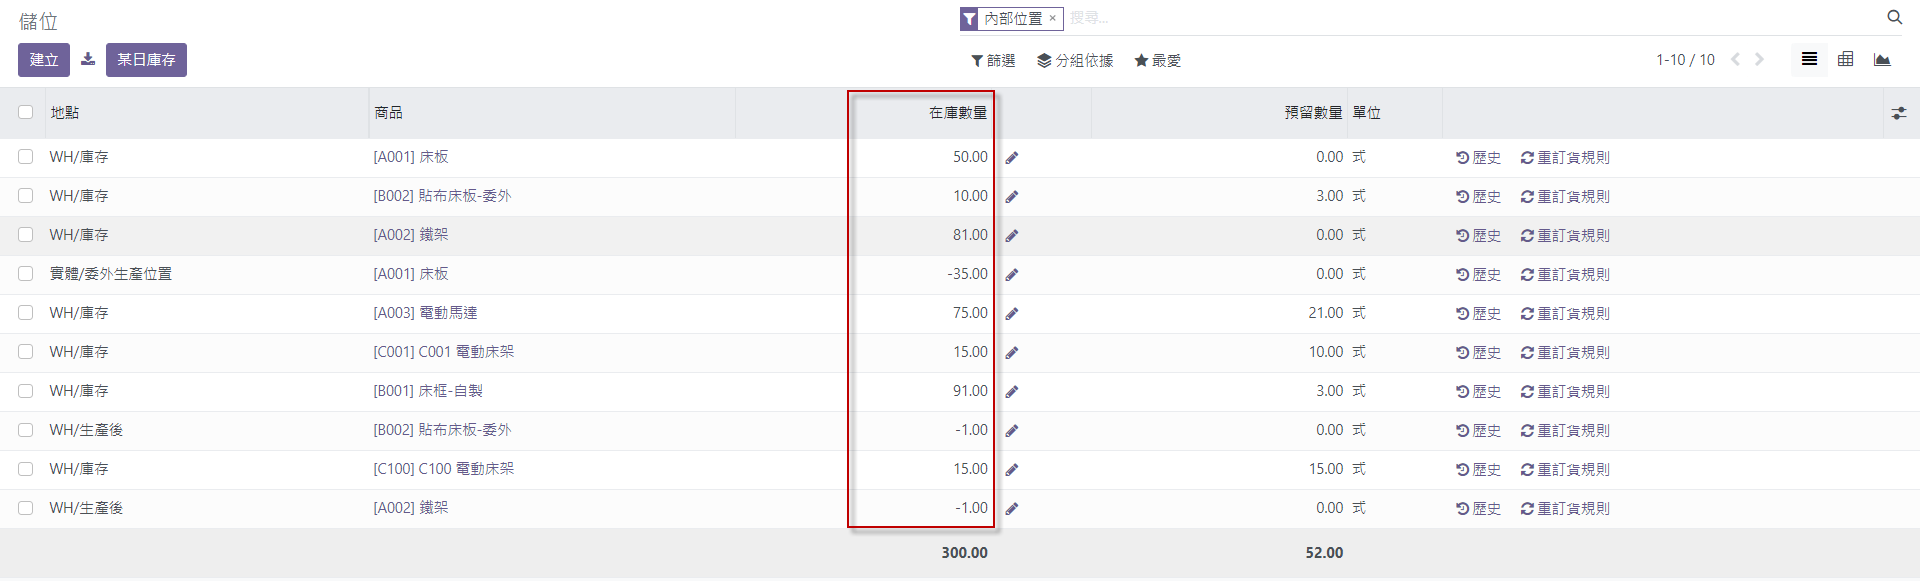 儲位
內部位置 × 搜尋...
建立 某日庫存 篩選 分組依據 最愛 1-10 / 10
地點 商品 在庫數量 預留數量 單位
WH/庫存 [A001] 床板 50.00 0.00 式 歷史 重訂貨規則
WH/庫存 [B002] 貼布床板-委外 10.00 3.00 式 歷史 重訂貨規則
WH/庫存 [A002] 鐵架 81.00 0.00 式 歷史 重訂貨規則
實體/委外生產位置 [A001] 床板 -35.00 0.00 式 歷史 重訂貨規則
WH/庫存 [A003] 電動馬達 75.00 21.00 式 歷史 重訂貨規則
WH/庫存 [C001] C001 電動床架 15.00 10.00 式 歷史 重訂貨規則
WH/庫存 [B001] 床框-自製 91.00 3.00 式 歷史 重訂貨規則
WH/生產後 [B002] 貼布床板-委外 -1.00 0.00 式 歷史 重訂貨規則
WH/庫存 [C100] C100 電動床架 15.00 15.00 式 歷史 重訂貨規則
WH/生產後 [A002] 鐵架 -1.00 0.00 式 歷史 重訂貨規則
300.00 52.00